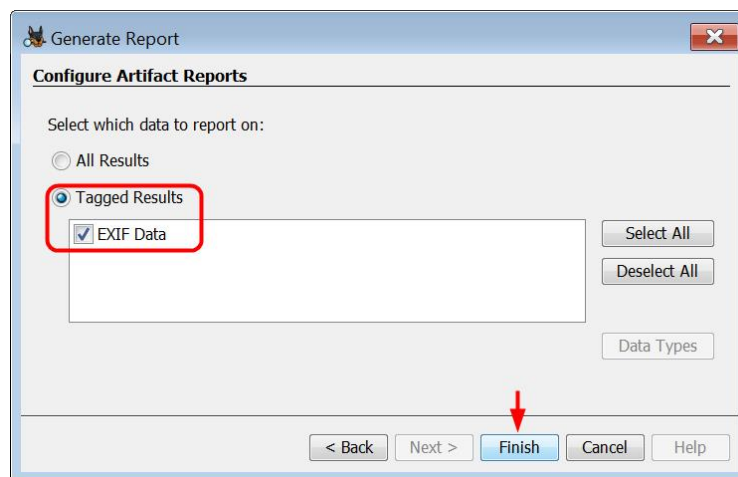 Generate Report
Configure Artifact Reports
Select which data to report on:
All Results
Tagged Results
EXIF Data
Select All
Deselect All
Data Types
< Back Next > Finish Cancel Help